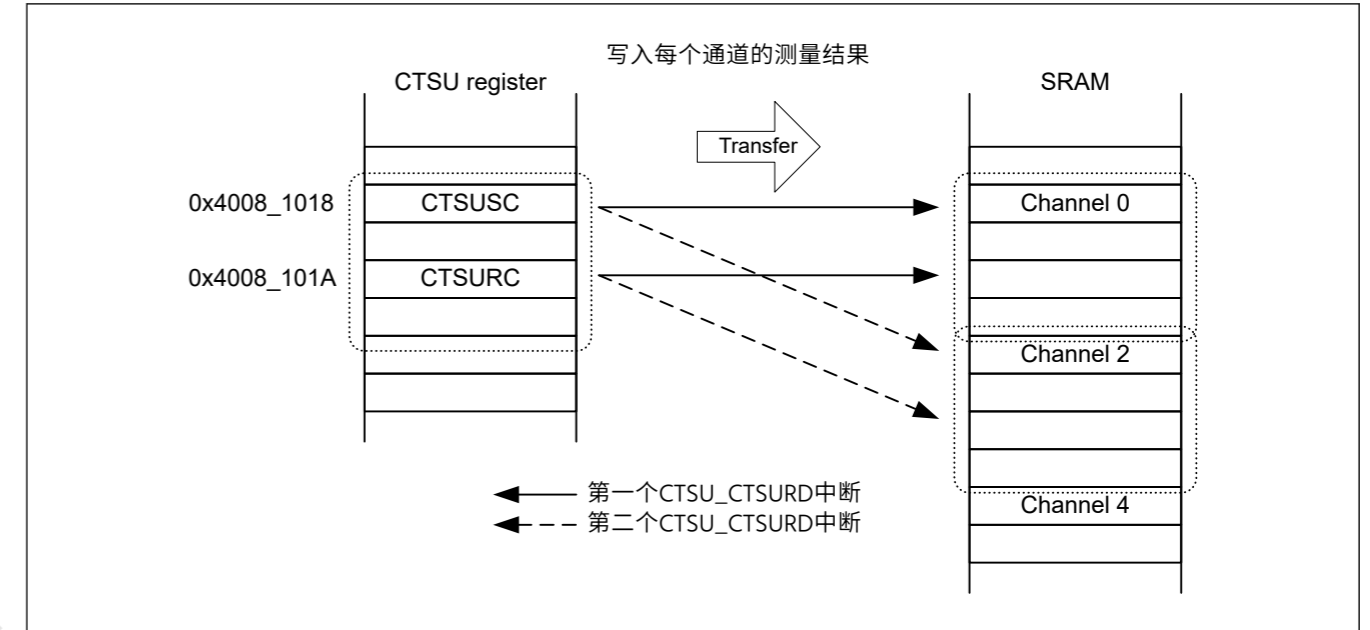 写入每个通道的测量结果
CTSU register
SRAM
Transfer
0x4008_1018
CTSUSC
Channel 0
0x4008_101A
CTSURC
Channel 2
第一个CTSU_CTSURD中断
第二个CTSU_CTSURD中断
Channel 4